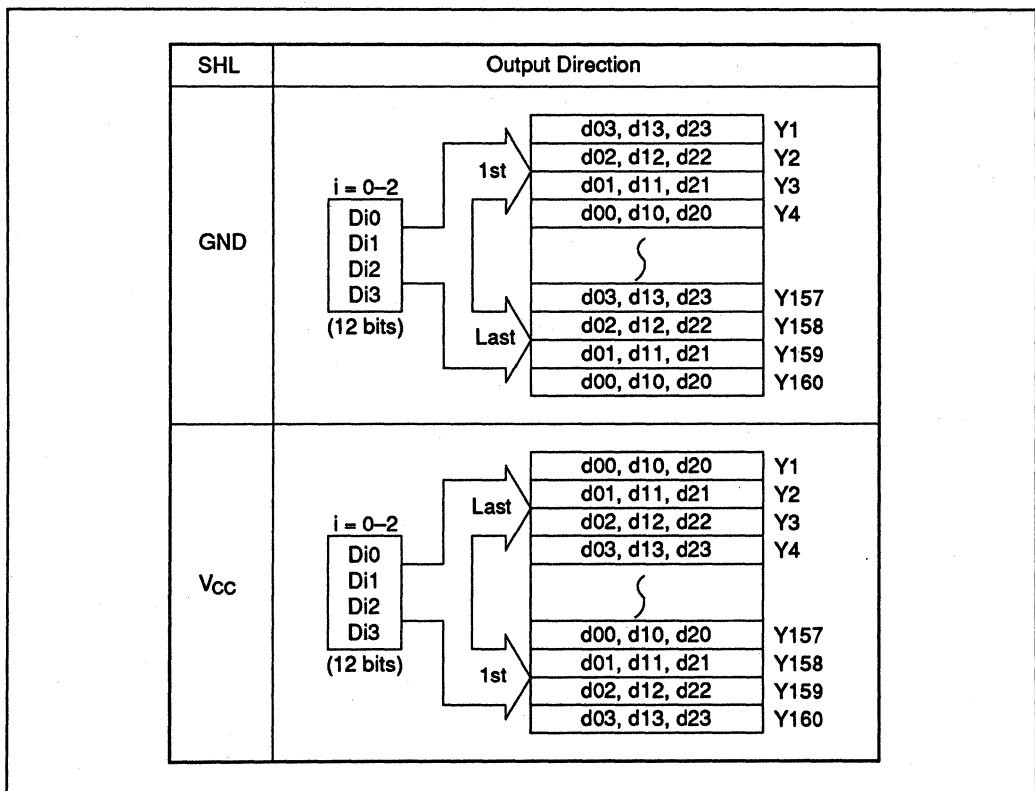 SHL Output Direction
GND
i = 0–2
Di0
Di1
Di2
Di3
(12 bits)
1st
Last
d03, d13, d23 Y1
d02, d12, d22 Y2
d01, d11, d21 Y3
d00, d10, d20 Y4
d03, d13, d23 Y157
d02, d12, d22 Y158
d01, d11, d21 Y159
d00, d10, d20 Y160
VCC
i = 0–2
Di0
Di1
Di2
Di3
(12 bits)
Last
1st
d00, d10, d20 Y1
d01, d11, d21 Y2
d02, d12, d22 Y3
d03, d13, d23 Y4
d00, d10, d20 Y157
d01, d11, d21 Y158
d02, d12, d22 Y159
d03, d13, d23 Y160